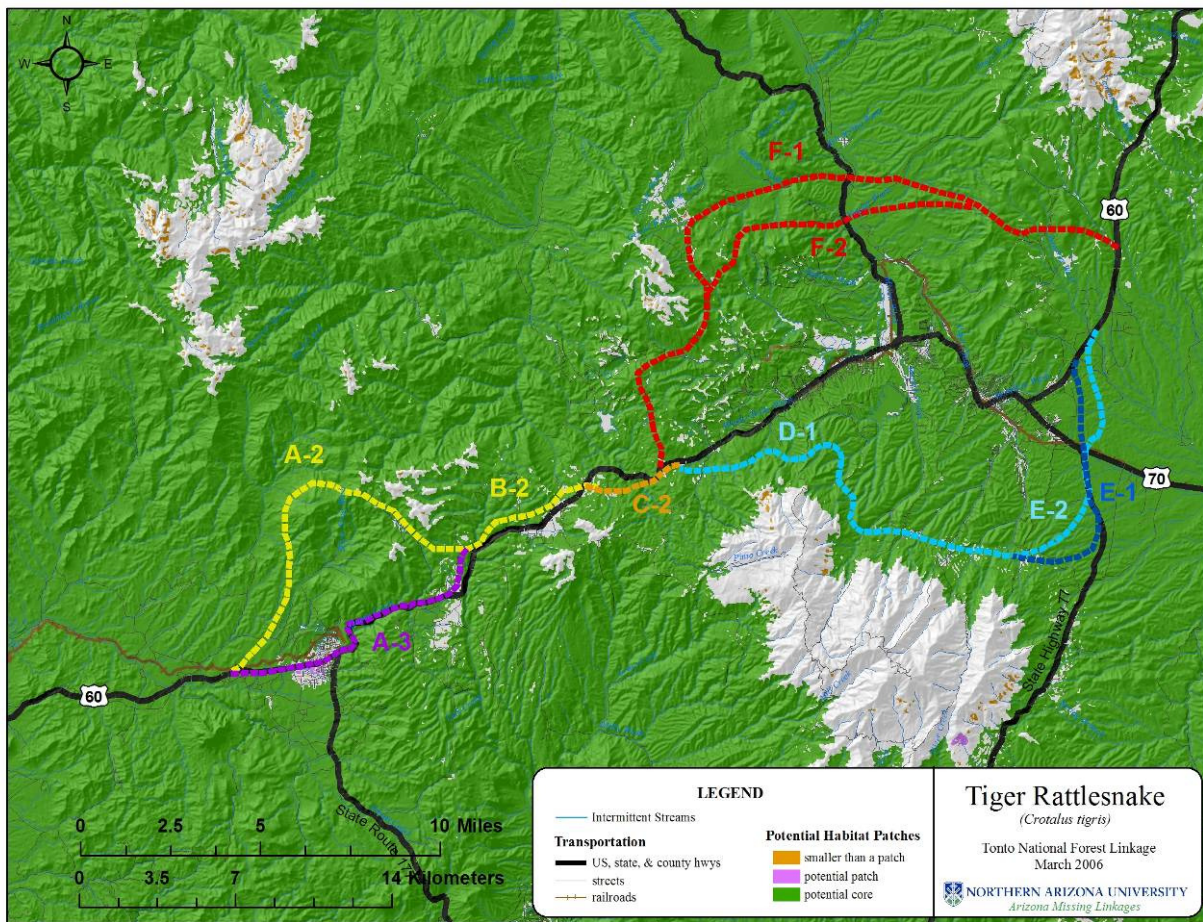 N
W E
S
F-1
60
F-2
A-2
D-1
B-2
C-2
70
E-2
E-1
Pinto Creek
A-3
State Highway 77
60
State Route 177
0 2.5 5 10 Miles
0 3.5 7 14 Kilometers
LEGEND
Intermittent Streams
Transportation
US, state, & county hwys
streets
railroads
Potential Habitat Patches
smaller than a patch
potential patch
potential core
Tiger Rattlesnake
(Crotalus tigris)
Tonto National Forest Linkage
March 2006
NORTHERN ARIZONA UNIVERSITY
Arizona Missing Linkages